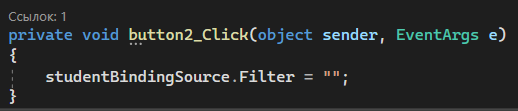 Ссылок: 1
private void button2_Click(object sender, EventArgs e)
{
studentBindingSource.Filter = "";
}